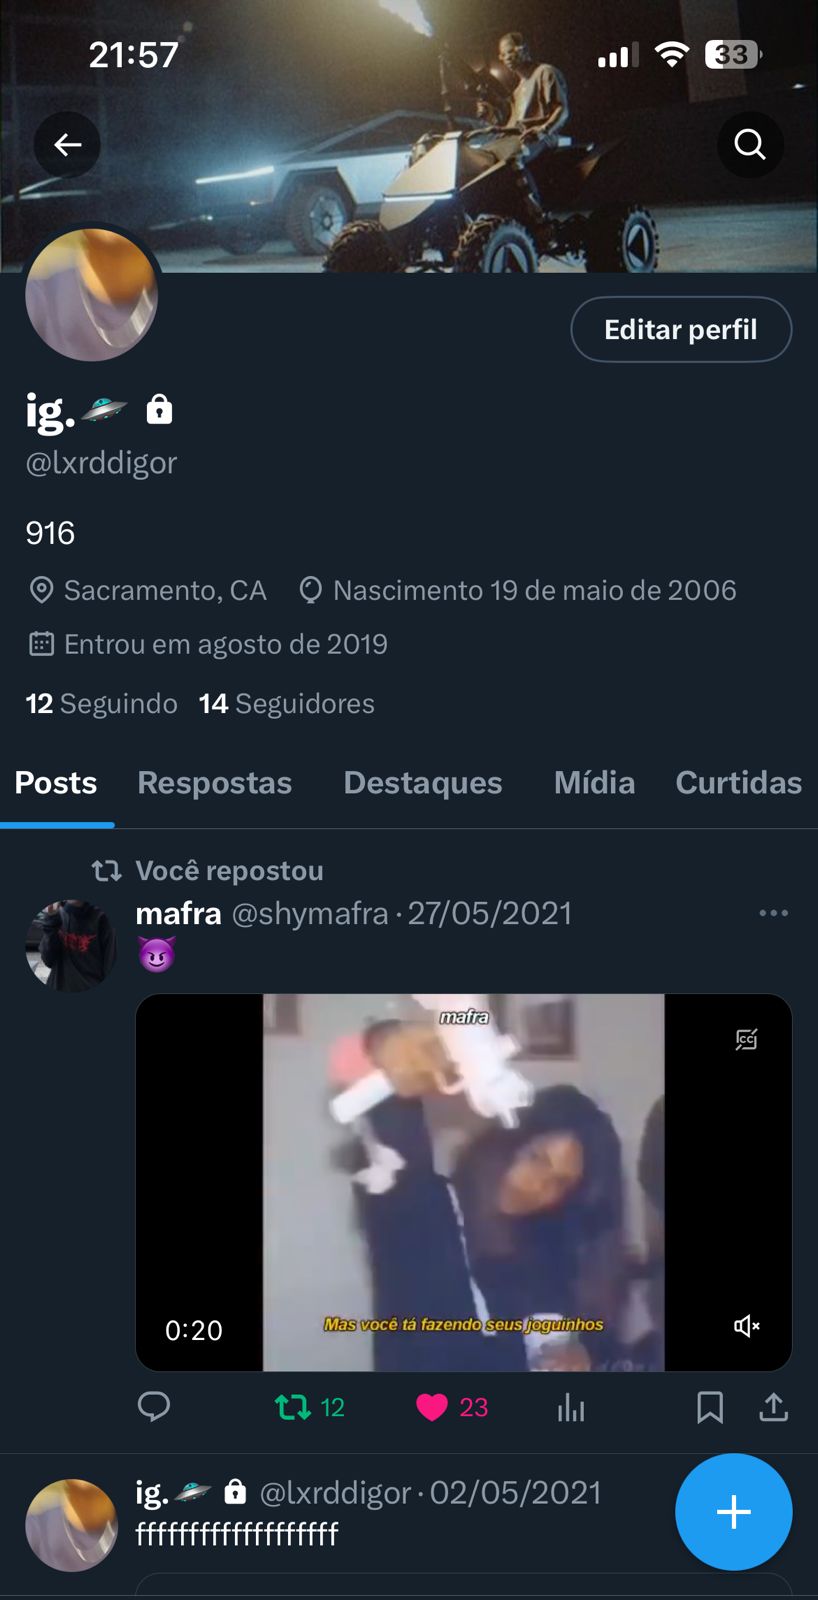 21:57
33
Editar perfil
ig.🛸
@lxrddigor
916
Sacramento, CA Nascimento 19 de maio de 2006
Entrou em agosto de 2019
12 Seguindo 14 Seguidores
Posts Respostas Destaques Mídia Curtidas
Você repostou
mafra @shymafra · 27/05/2021
😈
mafra
CC
Mas você tá fazendo seus joguinhos
0:20
12 23
ig.🛸 @lxrddigor · 02/05/2021
fffffffffffffffffff